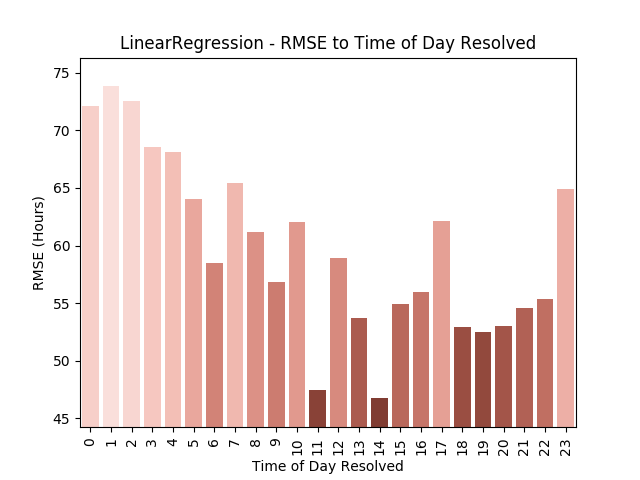 LinearRegression - RMSE to Time of Day Resolved
75
70
65
60
55
50
45
RMSE (Hours)
0 1 2 3 4 5 6 7 8 9 10 11 12 13 14 15 16 17 18 19 20 21 22 23
Time of Day Resolved